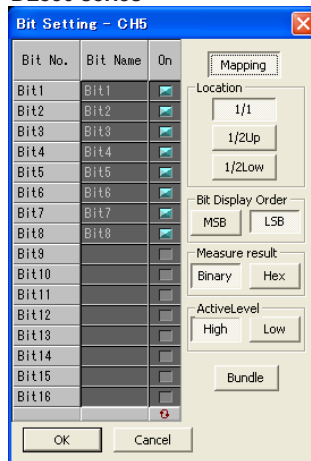 Bit Setting - CH5
Bit No. Bit Name On
Bit1 Bit1
Bit2 Bit2
Bit3 Bit3
Bit4 Bit4
Bit5 Bit5
Bit6 Bit6
Bit7 Bit7
Bit8 Bit8
Bit9
Bit10
Bit11
Bit12
Bit13
Bit14
Bit15
Bit16
Mapping
Location
1/1
1/2Up
1/2Low
Bit Display Order
MSB LSB
Measure result
Binary Hex
ActiveLevel
High Low
Bundle
OK Cancel